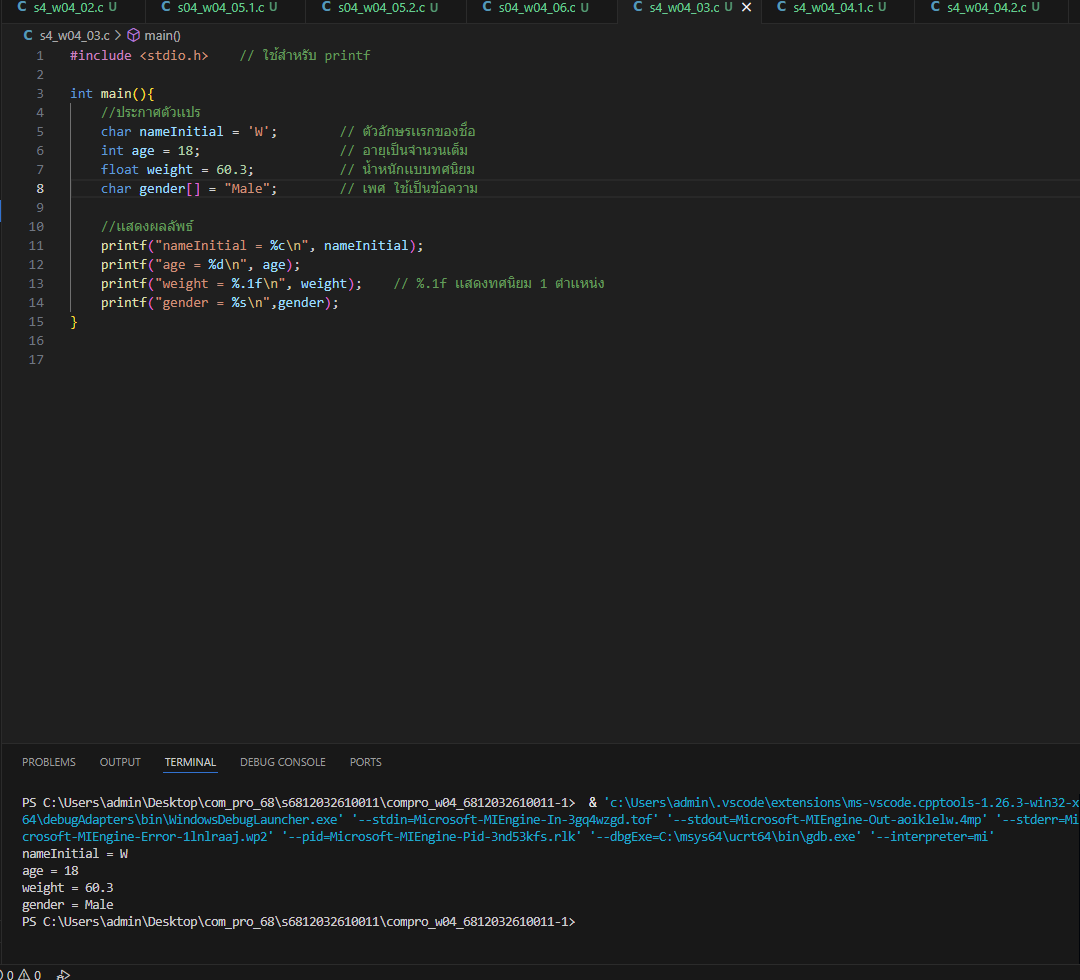 C s4_w04_02.c U C s04_w04_05.1.c U C s04_w04_05.2.c U C s04_w04_06.c U C s4_w04_03.c U × C s4_w04_04.1.c U C s4_w04_04.2.c U
C s4_w04_03.c > main()
1 #include <stdio.h> // ใช้สำหรับ printf
2
3 int main(){
4 //ประกาศตัวแปร
5 char nameInitial = 'W'; // ตัวอักษรแรกของชื่อ
6 int age = 18; // อายุเป็นจำนวนเต็ม
7 float weight = 60.3; // น้ำหนักแบบทศนิยม
8 char gender[] = "Male"; // เพศ ใช้เป็นข้อความ
9
10 //แสดงผลลัพธ์
11 printf("nameInitial = %c\n", nameInitial);
12 printf("age = %d\n", age);
13 printf("weight = %.1f\n", weight); // %.1f แสดงทศนิยม 1 ตำแหน่ง
14 printf("gender = %s\n",gender);
15 }
16
17
PROBLEMS OUTPUT TERMINAL DEBUG CONSOLE PORTS
PS C:\Users\admin\Desktop\com_pro_68\s6812032610011\compro_w04_6812032610011-1> & 'c:\Users\admin\.vscode\extensions\ms-vscode.cpptools-1.26.3-win32-x
64\debugAdapters\bin\WindowsDebugLauncher.exe' '--stdin=Microsoft-MIEngine-In-3gq4wzgd.tof' '--stdout=Microsoft-MIEngine-Out-aoiklelw.4mp' '--stderr=Mi
crosoft-MIEngine-Error-1lnlraaj.wp2' '--pid=Microsoft-MIEngine-Pid-3nd53kfs.rlk' '--dbgExe=C:\msys64\ucrt64\bin\gdb.exe' '--interpreter=mi'
nameInitial = W
age = 18
weight = 60.3
gender = Male
PS C:\Users\admin\Desktop\com_pro_68\s6812032610011\compro_w04_6812032610011-1>
0 0